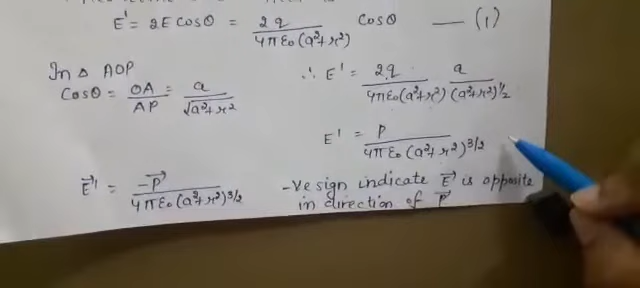 E' = 2E cosθ = 2q / 4πε₀(a²+r²) cosθ — (1)
In Δ AOP
cosθ = OA / AP = a / √a²+r²
∴ E' = 2q / 4πε₀(a²+r²) a / (a²+r²)^1/2
E' = p / 4πε₀(a²+r²)^3/2
E⃗' = -P⃗ / 4πε₀(a²+r²)^3/2
-ve sign indicate E⃗ is opposite
in direction of P⃗